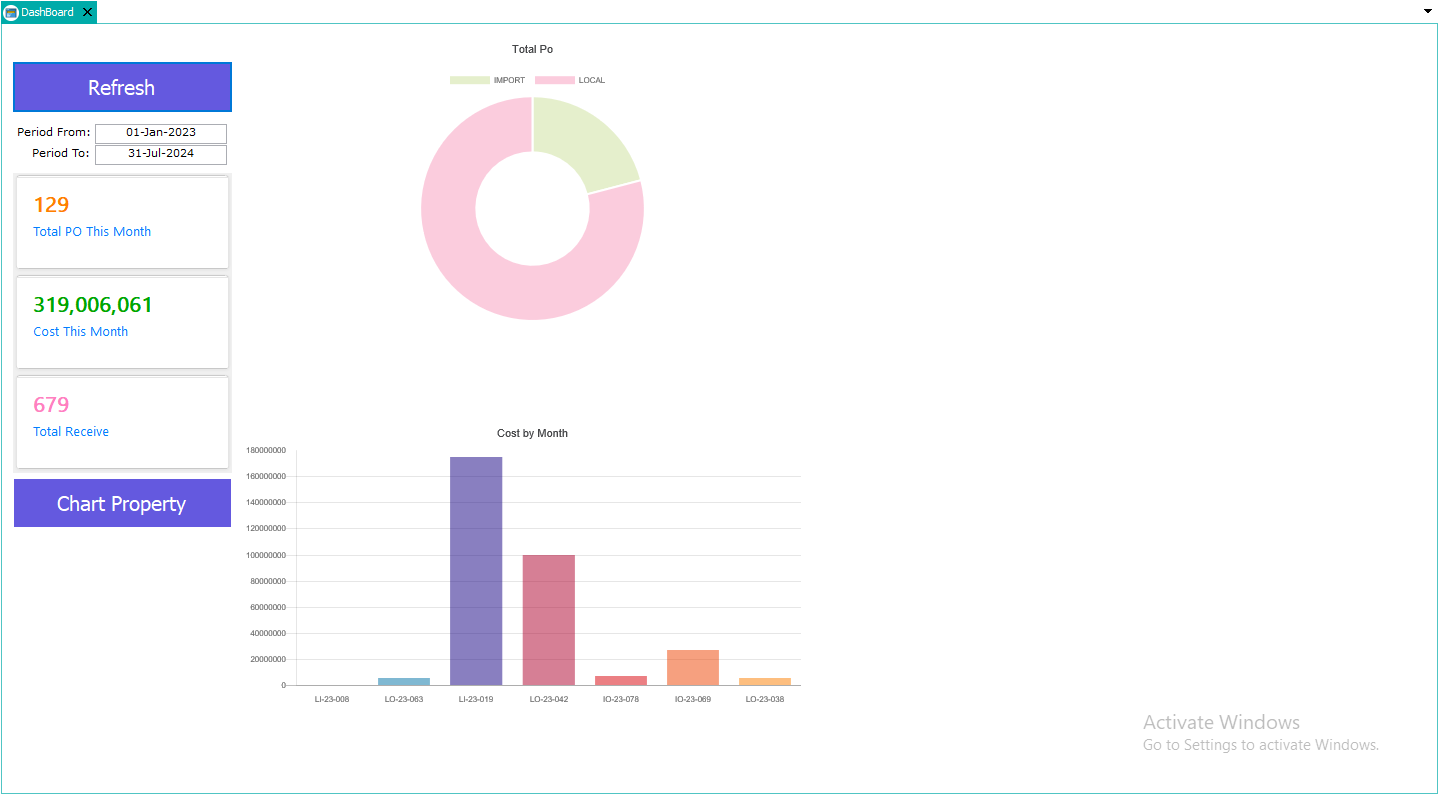 DashBoard
Refresh
Period From: 01-Jan-2023
Period To: 31-Jul-2024
129
Total PO This Month
319,006,061
Cost This Month
679
Total Receive
Chart Property
Total Po
IMPORT LOCAL
Cost by Month
180000000
160000000
140000000
120000000
100000000
80000000
60000000
40000000
20000000
0
LI-23-008 LO-23-063 LI-23-019 LO-23-042 IO-23-078 IO-23-069 LO-23-038
Activate Windows
Go to Settings to activate Windows.